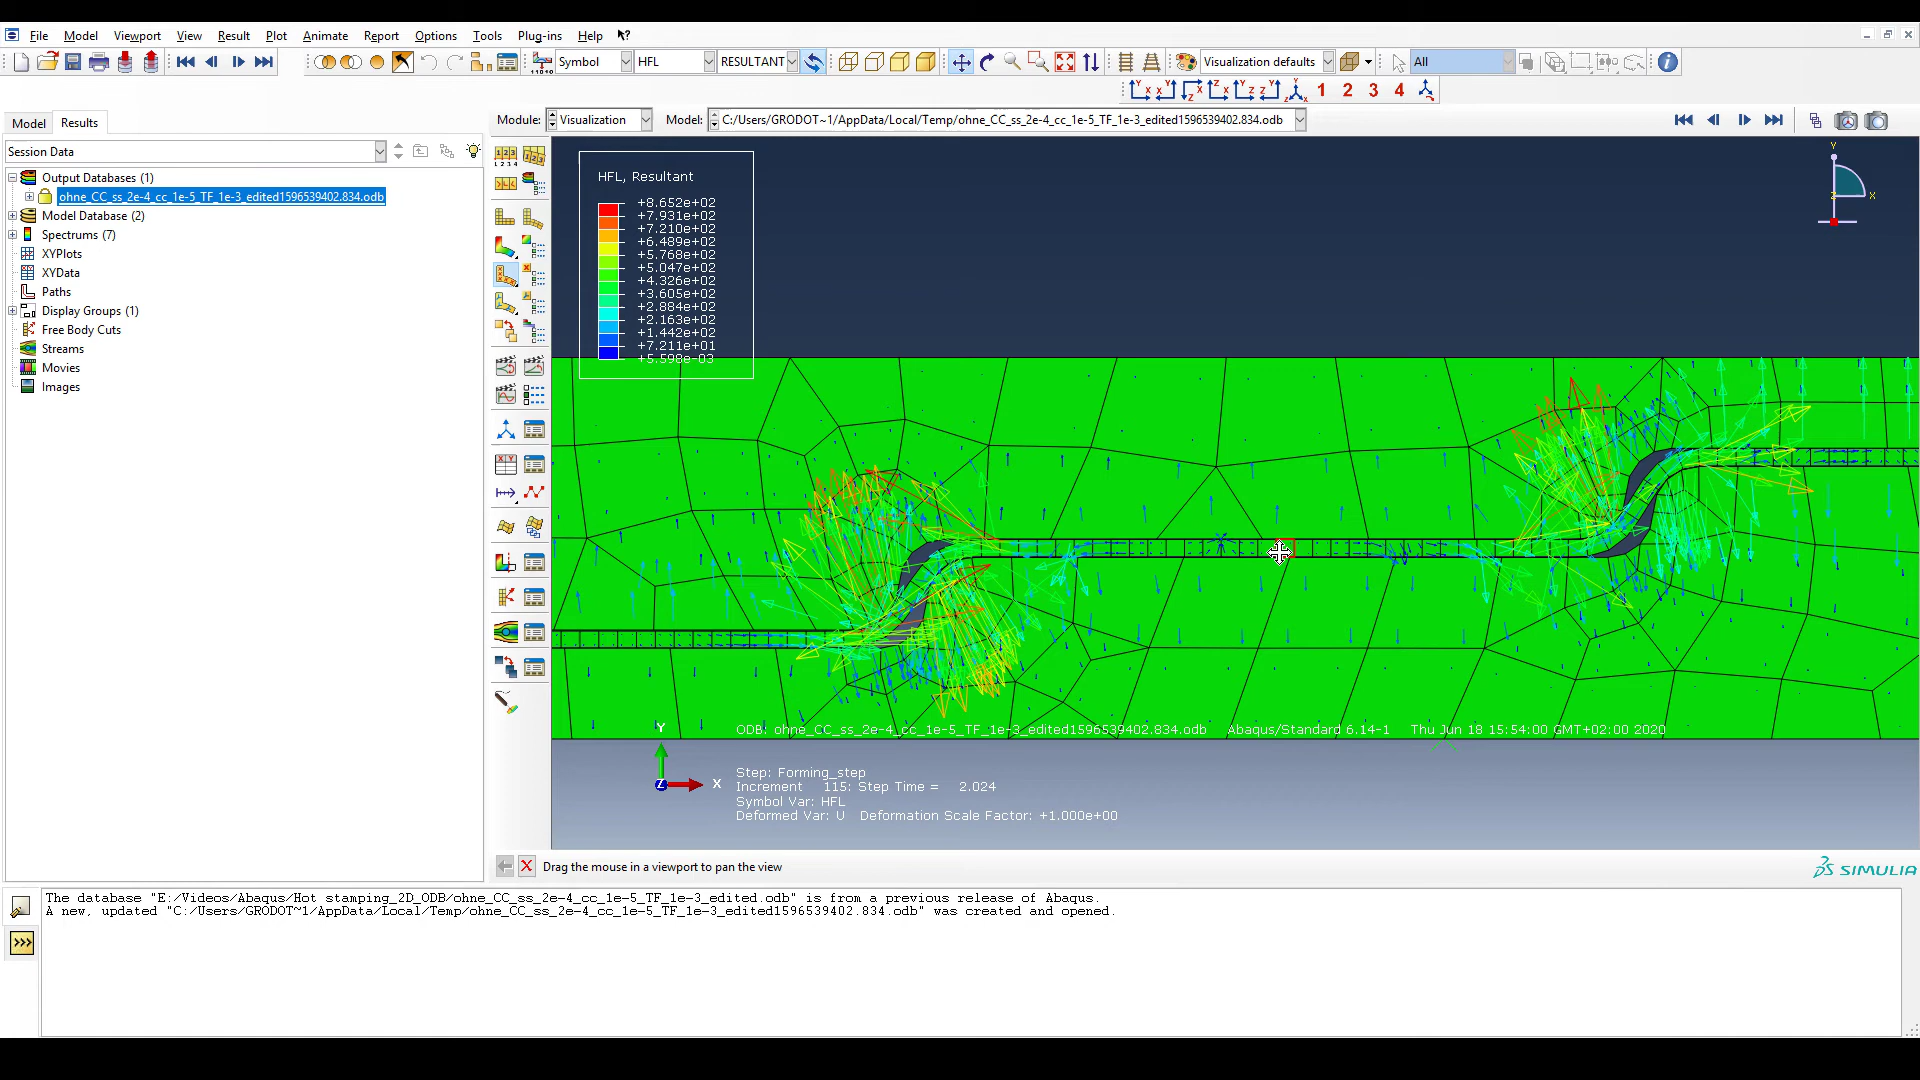 File Model Viewport View Result Plot Animate Report Options Tools Plug-ins Help
Symbol HFL RESULTANT Visualization defaults All
1 2 3 4
Model Results
Module: Visualization Model: C:/Users/GRODOT~1/AppData/Local/Temp/ohne_CC_ss_2e-4_cc_1e-5_TF_1e-3_edited1596539402.834.odb
Session Data
Output Databases (1)
ohne_CC_ss_2e-4_cc_1e-5_TF_1e-3_edited1596539402.834.odb
Model Database (2)
Spectrums (7)
XYPlots
XYData
Paths
Display Groups (1)
Free Body Cuts
Streams
Movies
Images
HFL, Resultant
+8.652e+02
+7.931e+02
+7.210e+02
+6.489e+02
+5.768e+02
+5.047e+02
+4.326e+02
+3.605e+02
+2.884e+02
+2.163e+02
+1.442e+02
+7.211e+01
+5.598e-03
Y
X
Z
ODB: ohne_CC_ss_2e-4_cc_1e-5_TF_1e-3_edited1596539402.834.odb Abaqus/Standard 6.14-1 Thu Jun 18 15:54:00 GMT+02:00 2020
Y
Z X
Step: Forming_step
Increment 115: Step Time = 2.024
Symbol Var: HFL
Deformed Var: U Deformation Scale Factor: +1.000e+00
Drag the mouse in a viewport to pan the view
SIMULIA
The database "E:/Videos/Abaqus/Hot stamping_2D_ODB/ohne_CC_ss_2e-4_cc_1e-5_TF_1e-3_edited.odb" is from a previous release of Abaqus.
A new, updated "C:/Users/GRODOT~1/AppData/Local/Temp/ohne_CC_ss_2e-4_cc_1e-5_TF_1e-3_edited1596539402.834.odb" was created and opened.
>>>